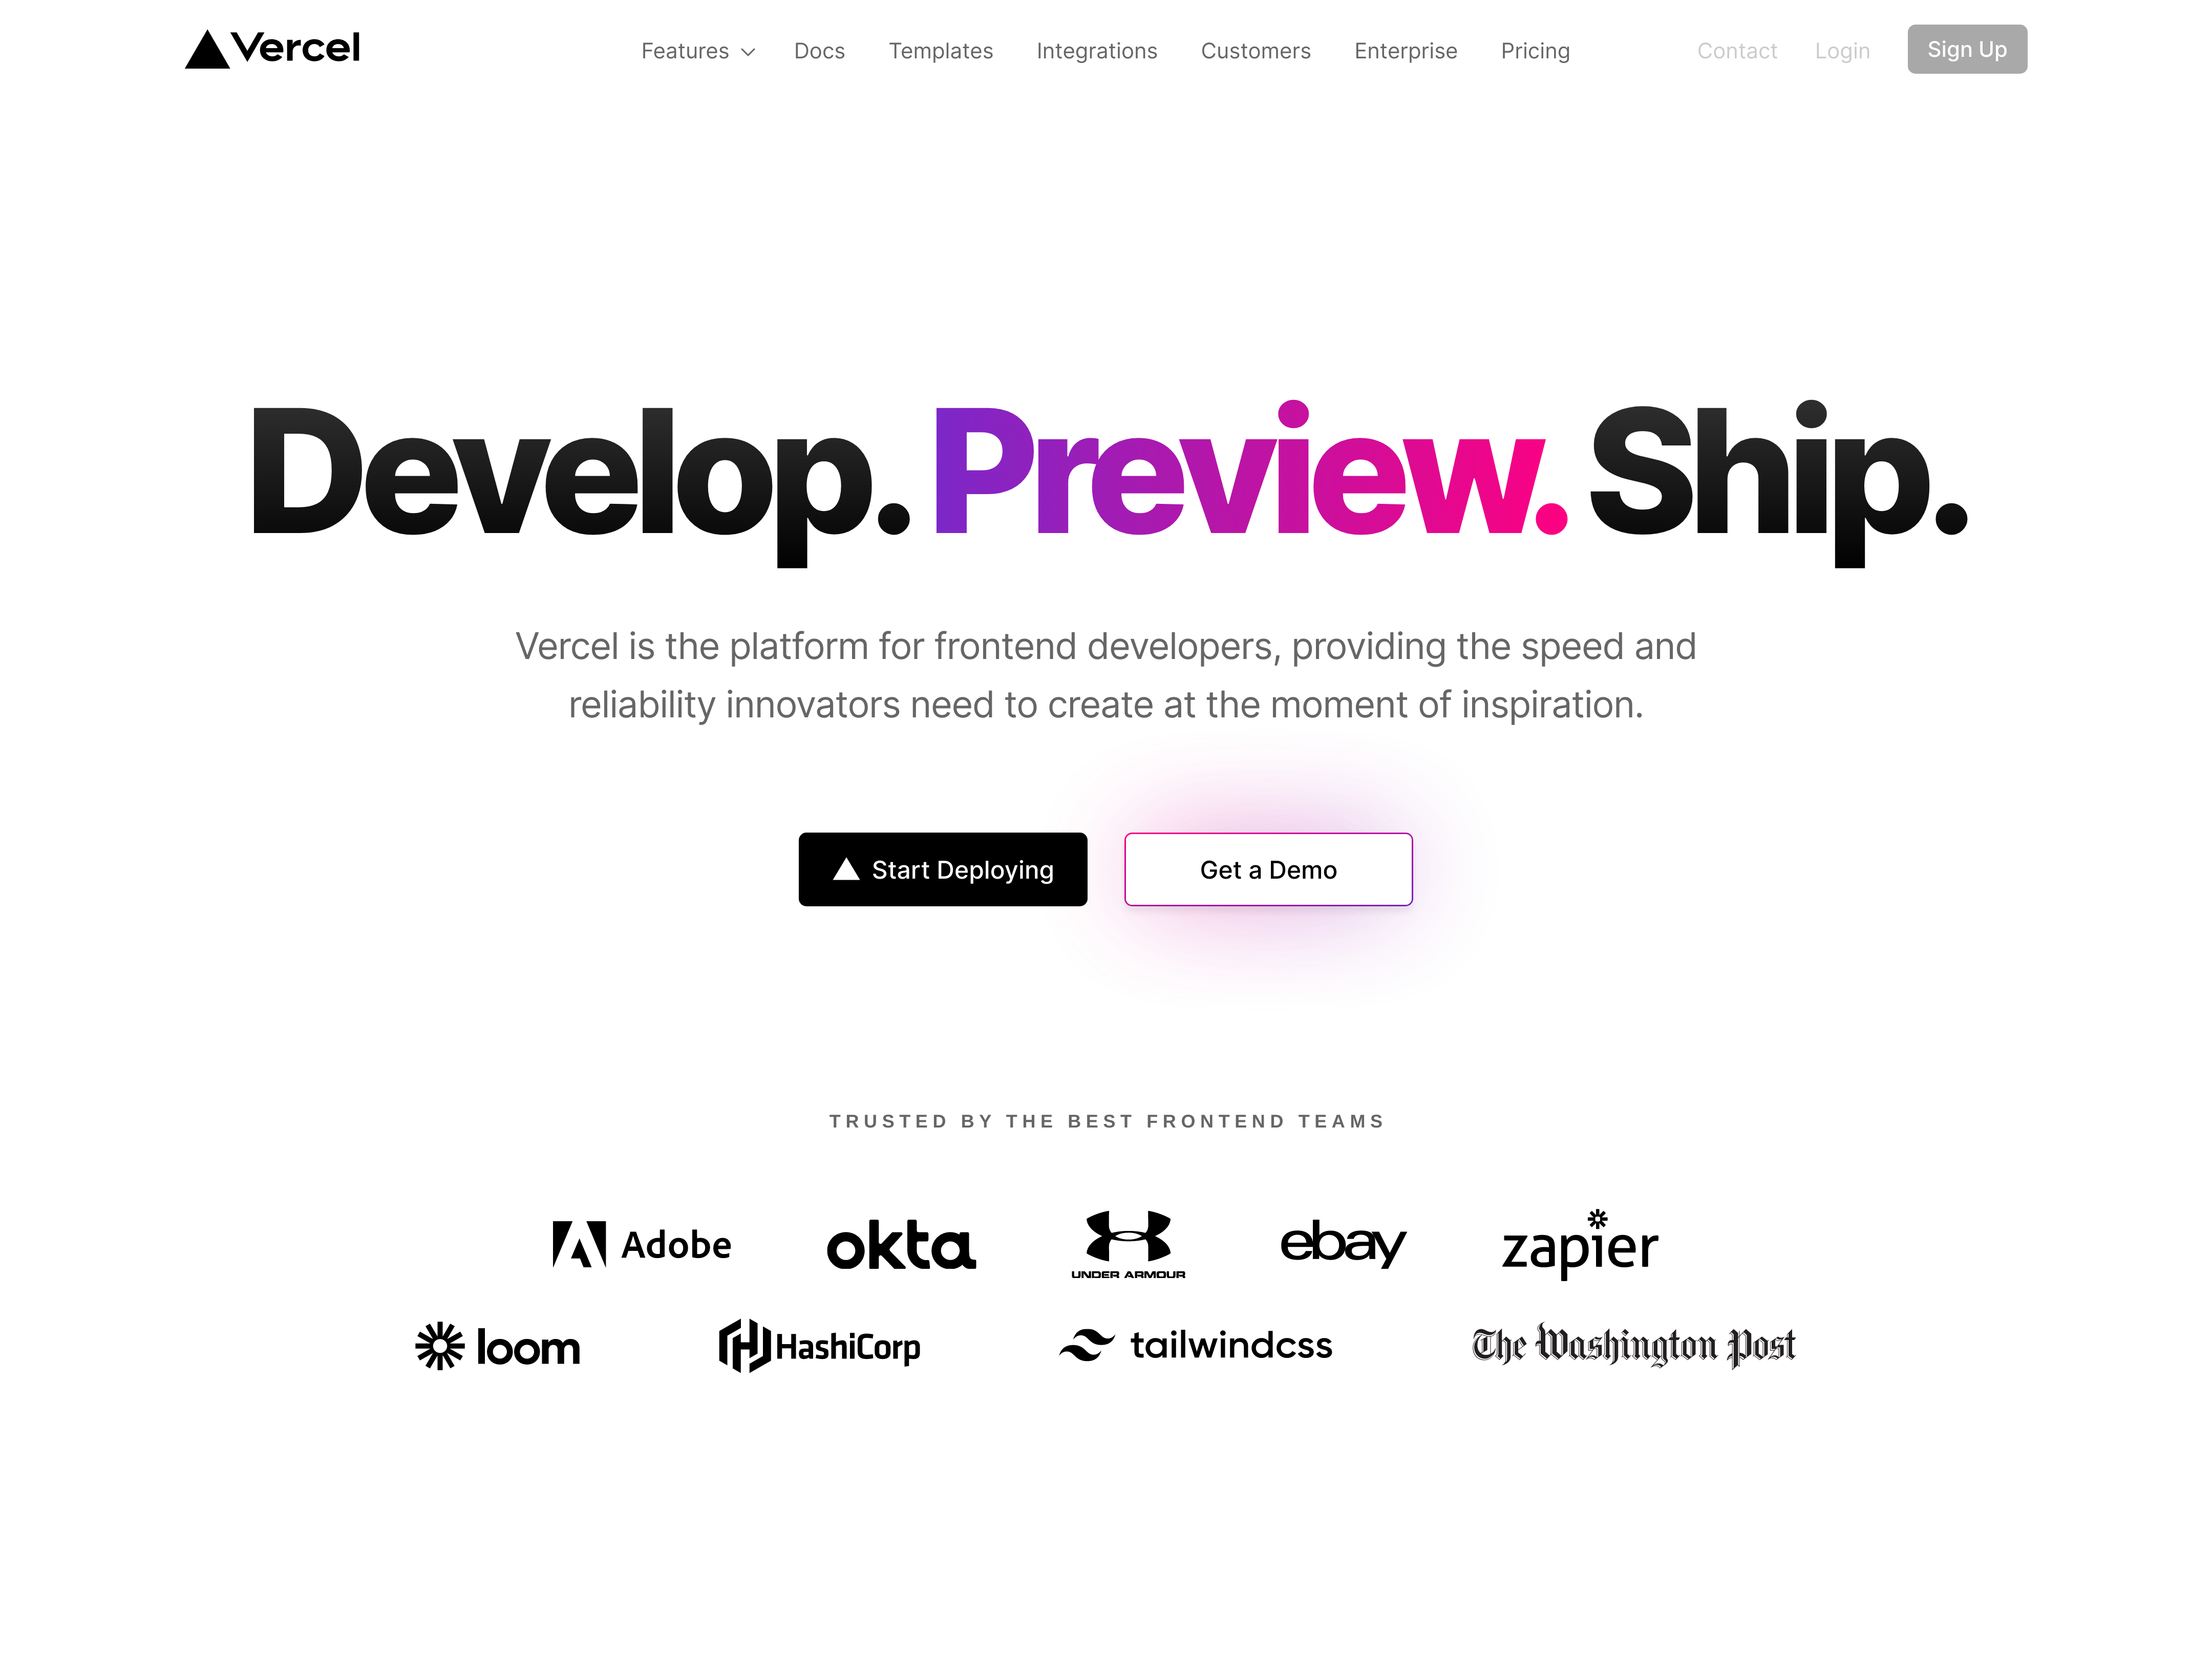 Vercel
Features Docs Templates Integrations Customers Enterprise Pricing Contact Login Sign Up
Develop. Preview. Ship.
Vercel is the platform for frontend developers, providing the speed and
reliability innovators need to create at the moment of inspiration.
Start Deploying Get a Demo
TRUSTED BY THE BEST FRONTEND TEAMS
Adobe okta UNDER ARMOUR ebay zapier
loom HashiCorp tailwindcss The Washington Post